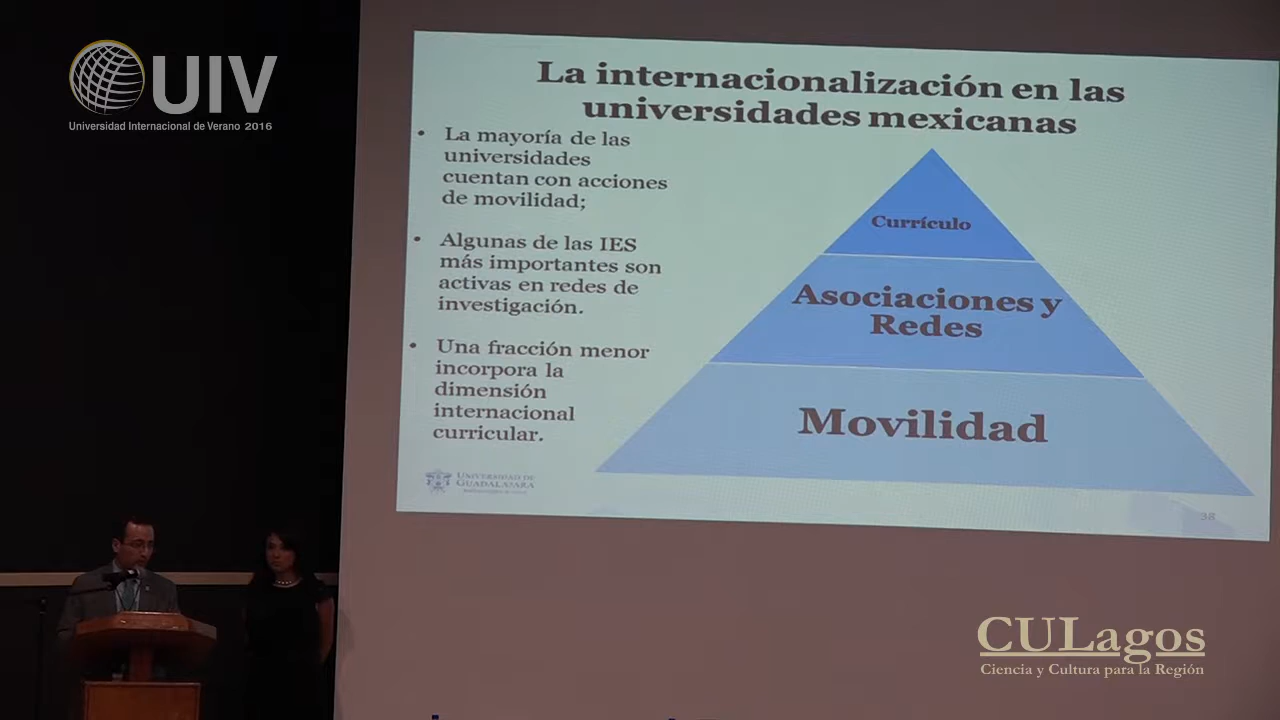 UIV
Universidad Internacional de Verano 2016
La internacionalización en las
universidades mexicanas
• La mayoría de las
universidades
cuentan con acciones
de movilidad;
• Algunas de las IES
más importantes son
activas en redes de
investigación.
• Una fracción menor
incorpora la
dimensión
internacional
curricular.
Currículo
Asociaciones y
Redes
Movilidad
UNIVERSIDAD DE
GUADALAJARA
38
CULagos
Ciencia y Cultura para la Región